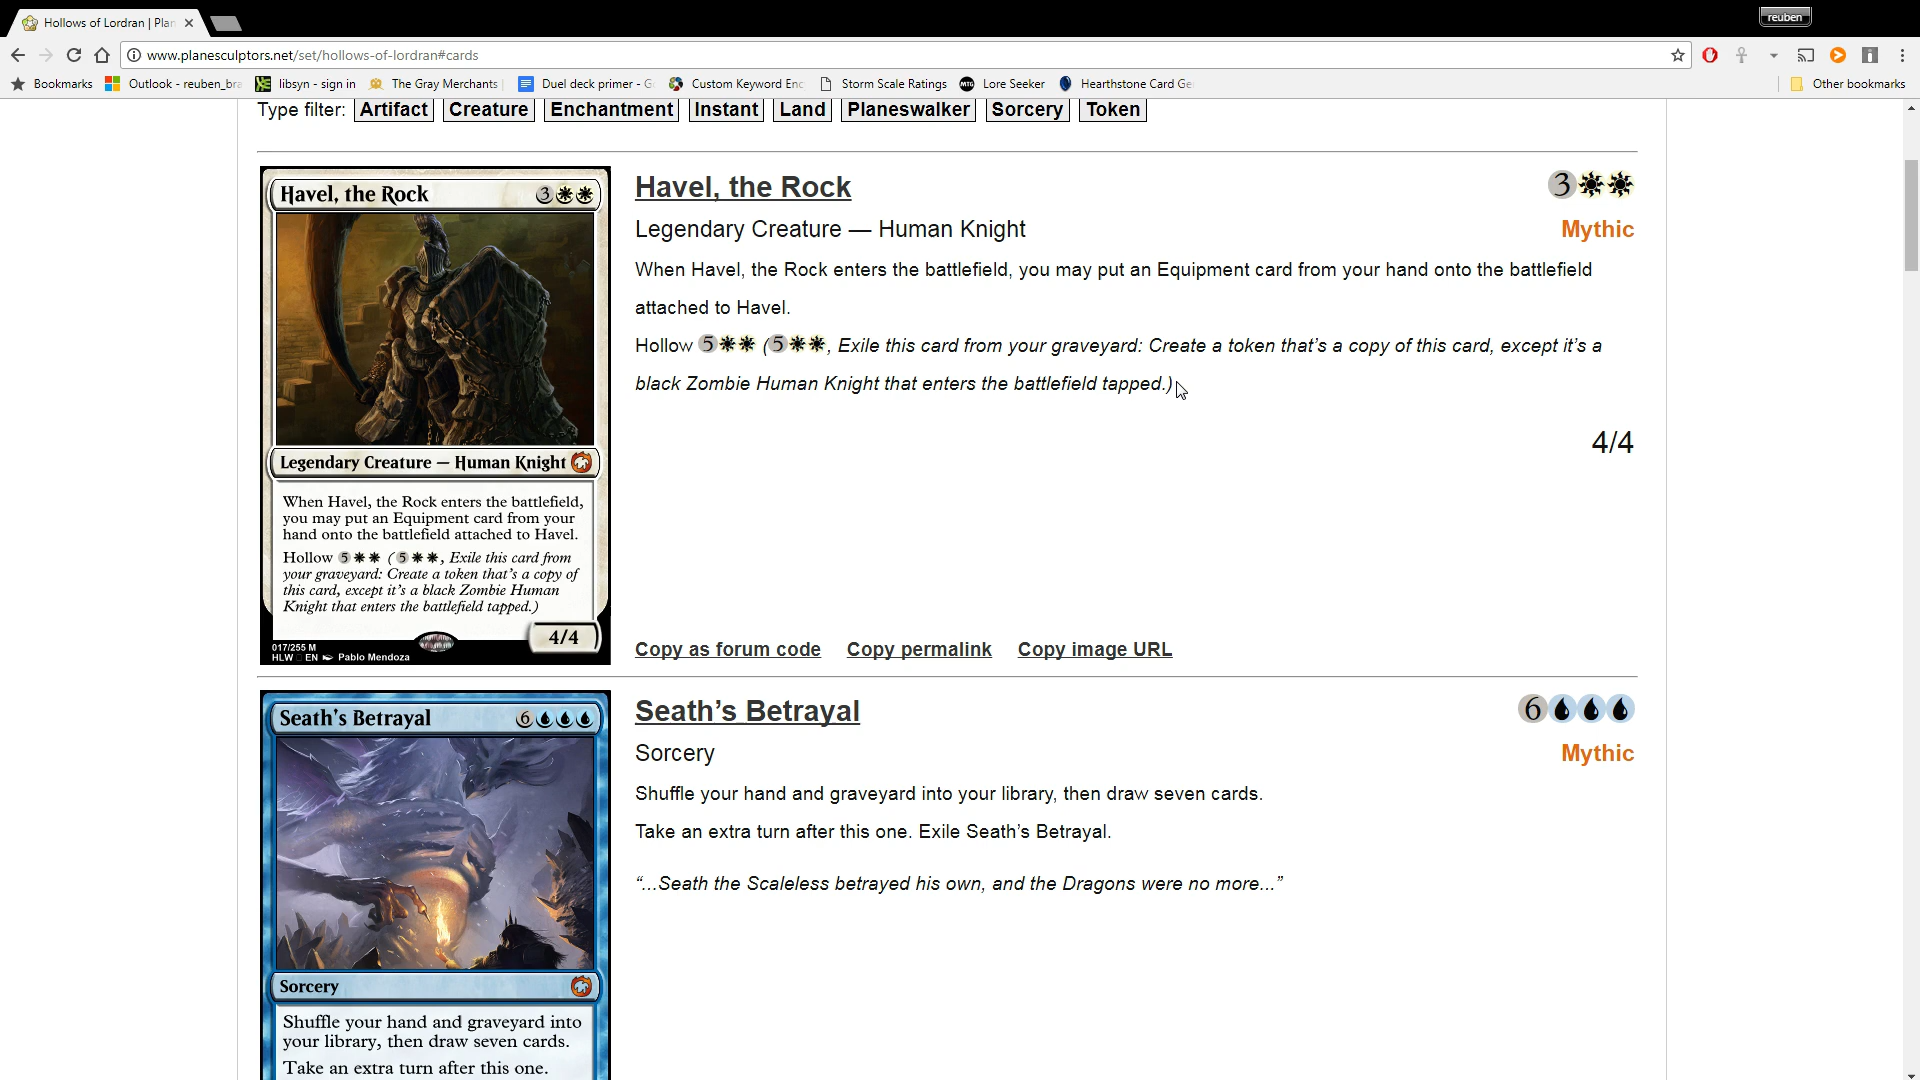 Hollows of Lordran | Plan
reuben
www.planesculptors.net/set/hollows-of-lordran#cards
Bookmarks Outlook - reuben_bra libsyn - sign in The Gray Merchants Duel deck primer - G Custom Keyword Enc Storm Scale Ratings MTG Lore Seeker Hearthstone Card Ge Other bookmarks
Type filter: Artifact Creature Enchantment Instant Land Planeswalker Sorcery Token
Havel, the Rock 3
Legendary Creature — Human Knight
When Havel, the Rock enters the battlefield,
you may put an Equipment card from your
hand onto the battlefield attached to Havel.
Hollow 5 (5 , Exile this card from
your graveyard: Create a token that's a copy of
this card, except it's a black Zombie Human
Knight that enters the battlefield tapped.)
4/4
017/255 M
HLW EN Pablo Mendoza
Havel, the Rock 3
Legendary Creature — Human Knight Mythic
When Havel, the Rock enters the battlefield, you may put an Equipment card from your hand onto the battlefield
attached to Havel.
Hollow 5 (5 , Exile this card from your graveyard: Create a token that's a copy of this card, except it's a
black Zombie Human Knight that enters the battlefield tapped.)
4/4
Copy as forum code Copy permalink Copy image URL
Seath's Betrayal 6
Sorcery
Shuffle your hand and graveyard into
your library, then draw seven cards.
Take an extra turn after this one.
Seath's Betrayal 6
Sorcery Mythic
Shuffle your hand and graveyard into your library, then draw seven cards.
Take an extra turn after this one. Exile Seath's Betrayal.
“...Seath the Scaleless betrayed his own, and the Dragons were no more...”